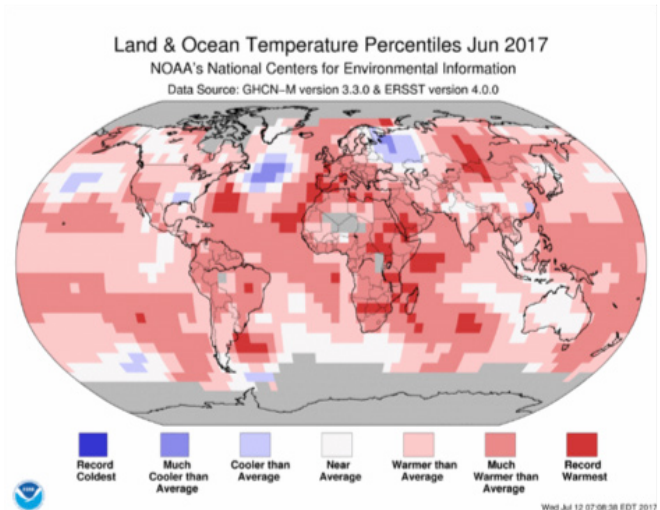 Land & Ocean Temperature Percentiles Jun 2017
NOAA's National Centers for Environmental Information
Data Source: GHCN–M version 3.3.0 & ERSST version 4.0.0
Record
Coldest
Much
Cooler than
Average
Cooler than
Average
Near
Average
Warmer than
Average
Much
Warmer than
Average
Record
Warmest
Wed Jul 12 07:08:38 EDT 2017